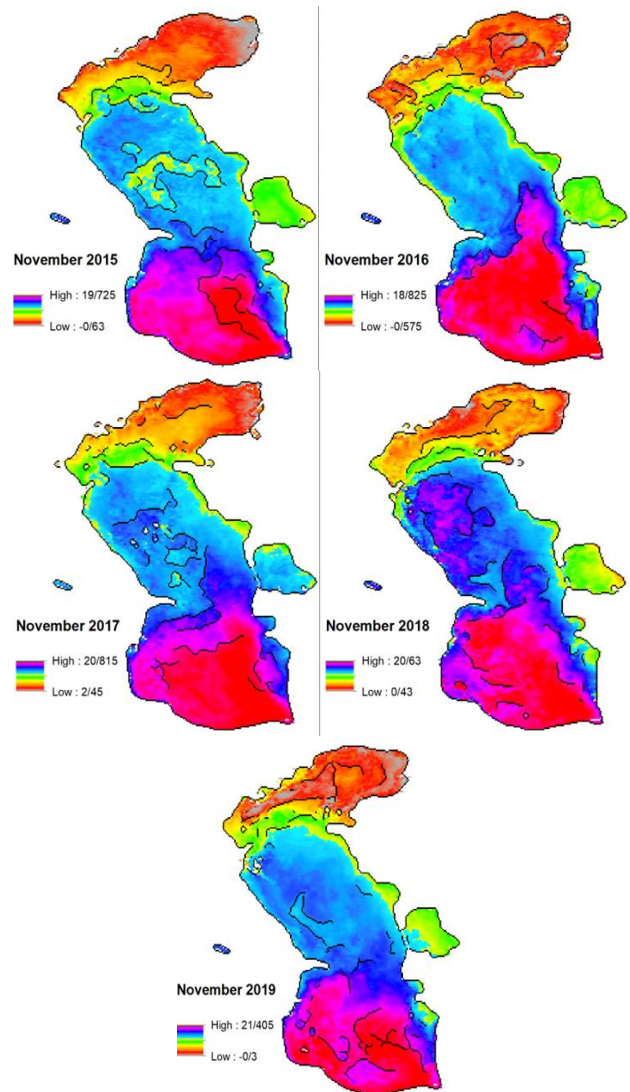 November 2015
High : 19/725
Low : -0/63
November 2016
High : 18/825
Low : -0/575
November 2017
High : 20/815
Low : 2/45
November 2018
High : 20/63
Low : 0/43
November 2019
High : 21/405
Low : -0/3